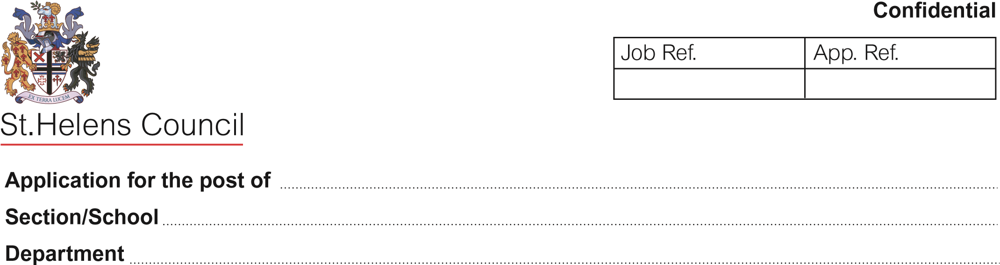 Confidential
Job Ref. App. Ref.
EX TERRA LUCEM
St.Helens Council
Application for the post of
Section/School
Department